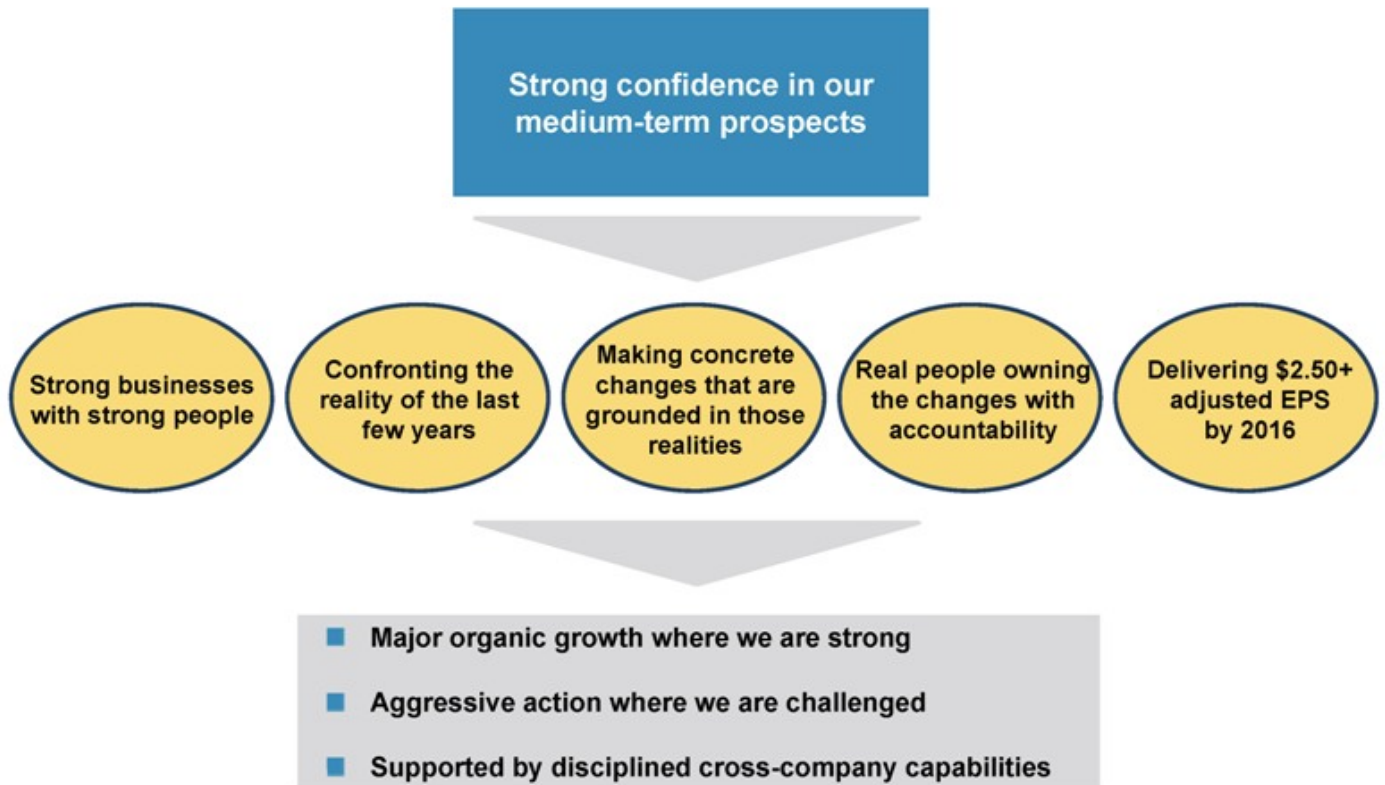 Strong confidence in our
medium-term prospects
Strong businesses
with strong people
Confronting the
reality of the last
few years
Making concrete
changes that are
grounded in those
realities
Real people owning
the changes with
accountability
Delivering $2.50+
adjusted EPS
by 2016
Major organic growth where we are strong
Aggressive action where we are challenged
Supported by disciplined cross-company capabilities